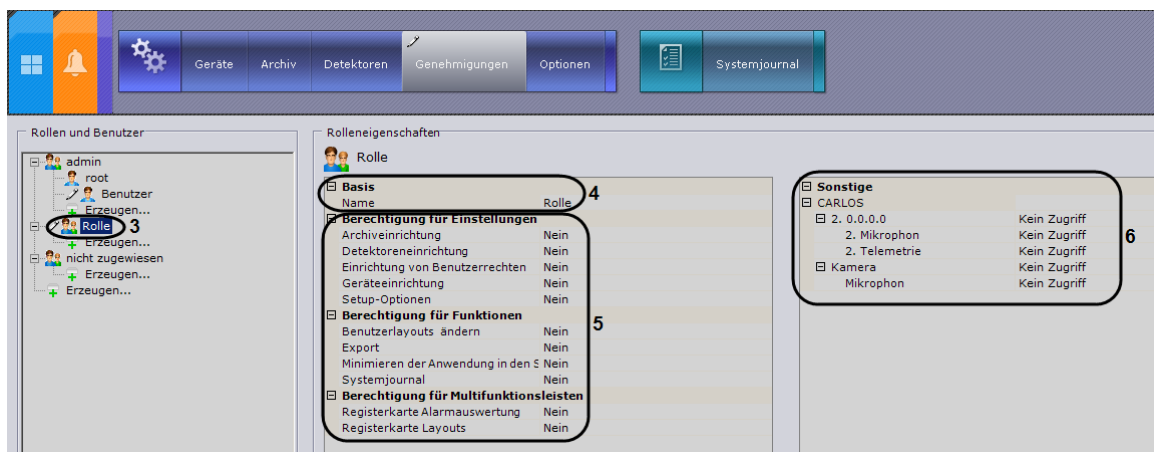 Geräte Archiv Detektoren Genehmigungen Optionen Systemjournal
Rollen und Benutzer
admin
root
Benutzer
Erzeugen...
Rolle 3
Erzeugen...
nicht zugewiesen
Erzeugen...
Erzeugen...
Rolleneigenschaften
Rolle
Basis
Name Rolle
4
Berechtigung für Einstellungen
Archiveinrichtung Nein
Detektoreneinrichtung Nein
Einrichtung von Benutzerrechten Nein
Geräteeinrichtung Nein
Setup-Optionen Nein
Berechtigung für Funktionen
5
Benutzerlayouts ändern Nein
Export Nein
Minimieren der Anwendung in den S Nein
Systemjournal Nein
Berechtigung für Multifunktionsleisten
Registerkarte Alarmauswertung Nein
Registerkarte Layouts Nein
Sonstige
CARLOS
2. 0.0.0.0 Kein Zugriff
2. Mikrophon Kein Zugriff
6
2. Telemetrie Kein Zugriff
Kamera Kein Zugriff
Mikrophon Kein Zugriff